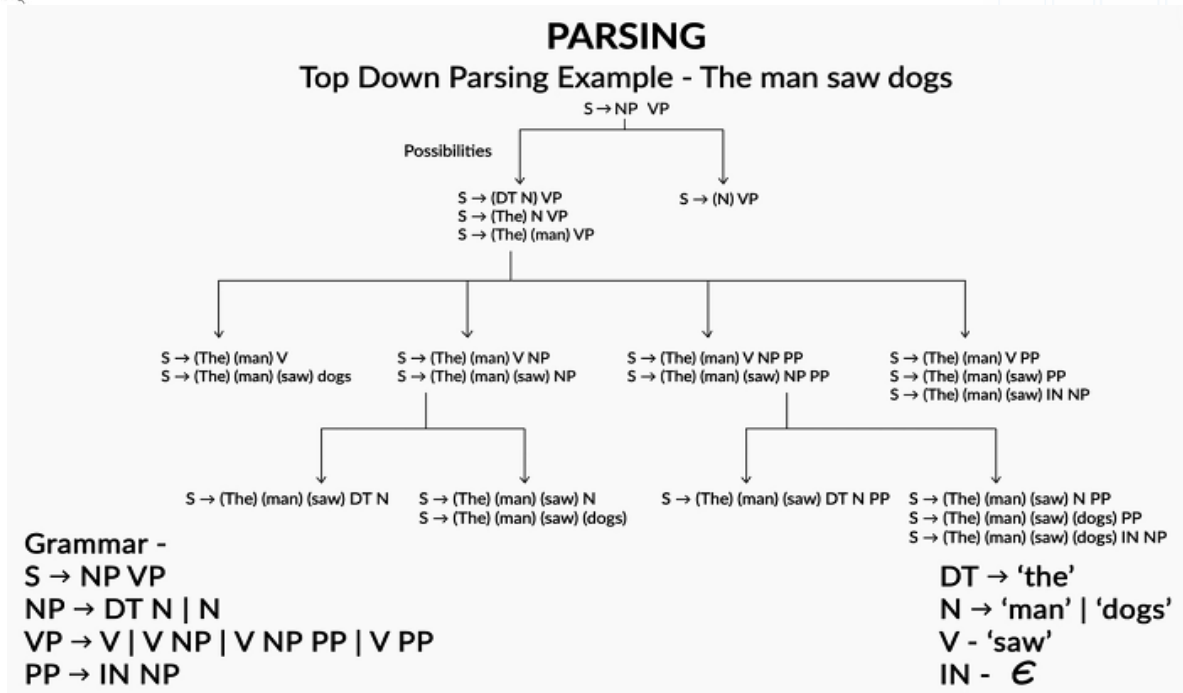 PARSING
Top Down Parsing Example - The man saw dogs
S → NP VP
Possibilities
S → (DT N) VP
S → (The) N VP
S → (The) (man) VP
S → (N) VP
S → (The) (man) V
S → (The) (man) (saw) dogs
S → (The) (man) V NP
S → (The) (man) (saw) NP
S → (The) (man) V NP PP
S → (The) (man) (saw) NP PP
S → (The) (man) V PP
S → (The) (man) (saw) PP
S → (The) (man) (saw) IN NP
S → (The) (man) (saw) DT N
S → (The) (man) (saw) N
S → (The) (man) (saw) (dogs)
S → (The) (man) (saw) DT N PP
S → (The) (man) (saw) N PP
S → (The) (man) (saw) (dogs) PP
S → (The) (man) (saw) (dogs) IN NP
Grammar -
S → NP VP
NP → DT N | N
VP → V | V NP | V NP PP | V PP
PP → IN NP
DT → ‘the’
N → ‘man’ | ‘dogs’
V - ‘saw’
IN - ϵ